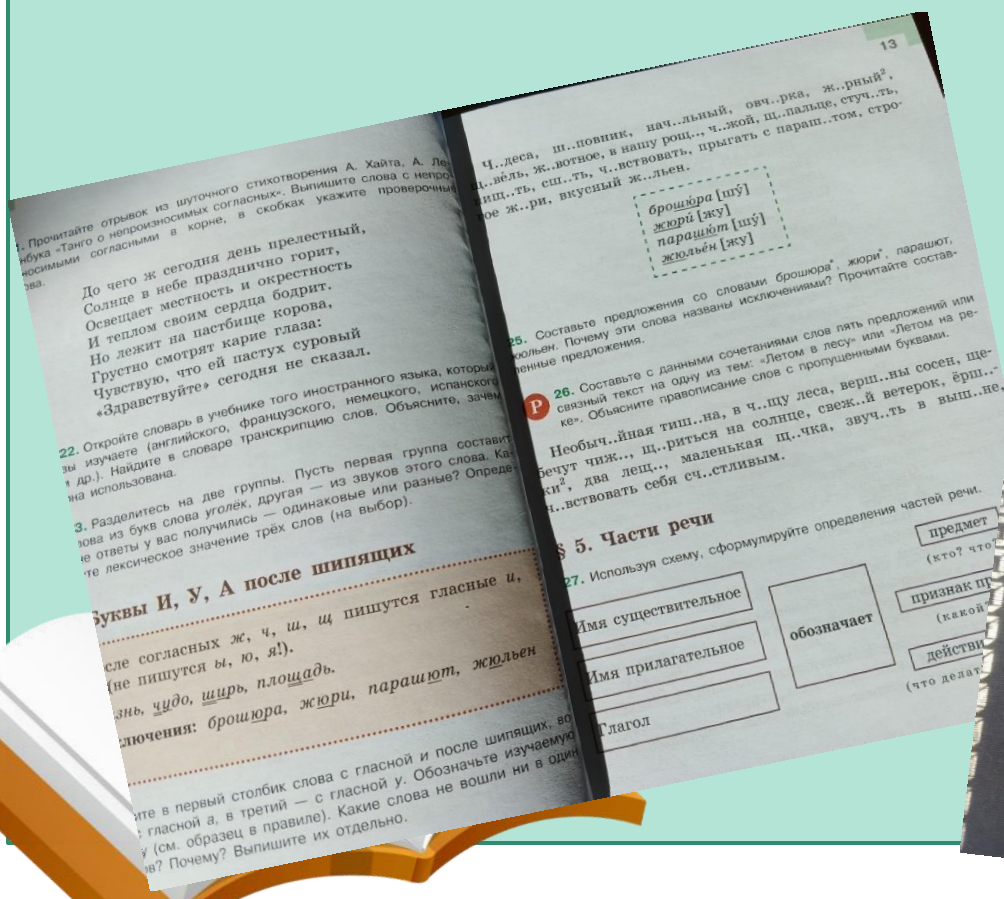 Прочитайте отрывок из шуточного стихотворения А. Хайта, А. Ле-
нбука «Танго о непроизносимых согласных». Выпишите слова с непро-
носимыми согласными в корне, в скобках укажите проверочные
ова.
До чего ж сегодня день прелестный,
Солнце в небе празднично горит,
Освещает местность и окрестность
И теплом своим сердца бодрит.
Но лежит на пастбище корова,
Грустно смотрят карие глаза:
Чувствую, что ей пастух суровый
«Здравствуйте» сегодня не сказал.
22. Откройте словарь в учебнике того иностранного языка, который
вы изучаете (английского, французского, немецкого, испанского
и др.). Найдите в словаре транскрипцию слов. Объясните, зачем
она использована.
3. Разделитесь на две группы. Пусть первая группа составит
лова из букв слова уголёк, другая — из звуков этого слова. Ка-
ие ответы у вас получились — одинаковые или разные? Опреде-
те лексическое значение трёх слов (на выбор).
Буквы И, У, А после шипящих
сле согласных ж, ч, ш, щ пишутся гласные и,
(не пишутся ы, ю, я!).
знь, чудо, ширь, площадь.
ключения: брошюра, жюри, парашют, жюльен
ите в первый столбик слова с гласной и после шипящих, во
с гласной а, в третий — с гласной у. Обозначьте изучаемую
у (см. образец в правиле). Какие слова не вошли ни в один
ов? Почему? Выпишите их отдельно.
13
Ч..деса, ш..повник, нач..льный, овч..рка, ж..рный²,
щ..вель, ж..вотное, в нашу рощ.., ч..жой, щ..пальце, стуч..ть,
пищ..ть, сш..ть, ч..вствовать, прыгать с параш..том, стро-
гое ж..ри, вкусный ж..льен.
брошюра [шу́]
жюри́ [жу]
парашю́т [шу́]
жюлье́н [жу]
25. Составьте предложения со словами брошюра*, жюри*, парашют,
жюльен. Почему эти слова названы исключениями? Прочитайте состав-
ленные предложения.
Р
26. Составьте с данными сочетаниями слов пять предложений или
связный текст на одну из тем: «Летом в лесу» или «Летом на ре-
ке». Объясните правописание слов с пропущенными буквами.
Необыч..йная тиш..на, в ч..щу леса, верш..ны сосен, ще-
бечут чиж.., щ..риться на солнце, свеж..й ветерок, ёрш..-
ки², два лещ.., маленькая щ..чка, звуч..ть в выш..не,
ч..вствовать себя сч..стливым.
§ 5. Части речи
27. Используя схему, сформулируйте определения частей речи.
Имя существительное
Имя прилагательное
Глагол
обозначает
предмет
(кто? что?
признак пр
(какой?
действи
(что делат